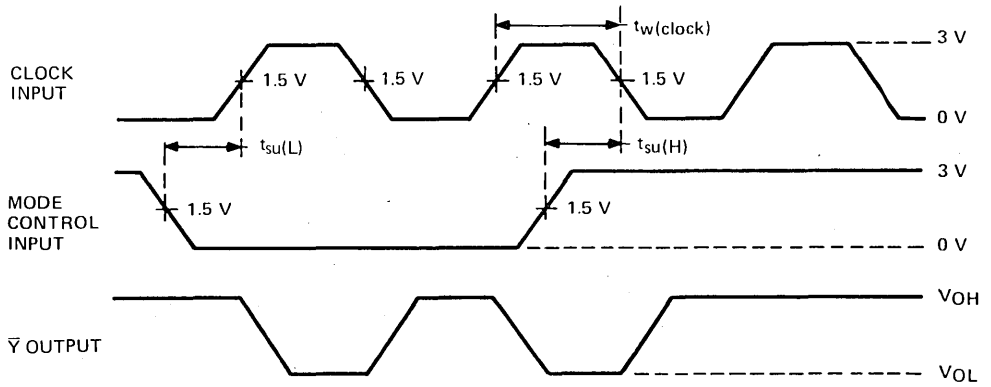 tw(clock)
3 V
CLOCK
INPUT
1.5 V
1.5 V
1.5 V
1.5 V
0 V
tsu(L)
tsu(H)
3 V
MODE
CONTROL
INPUT
1.5 V
1.5 V
0 V
VOH
Y̅ OUTPUT
VOL